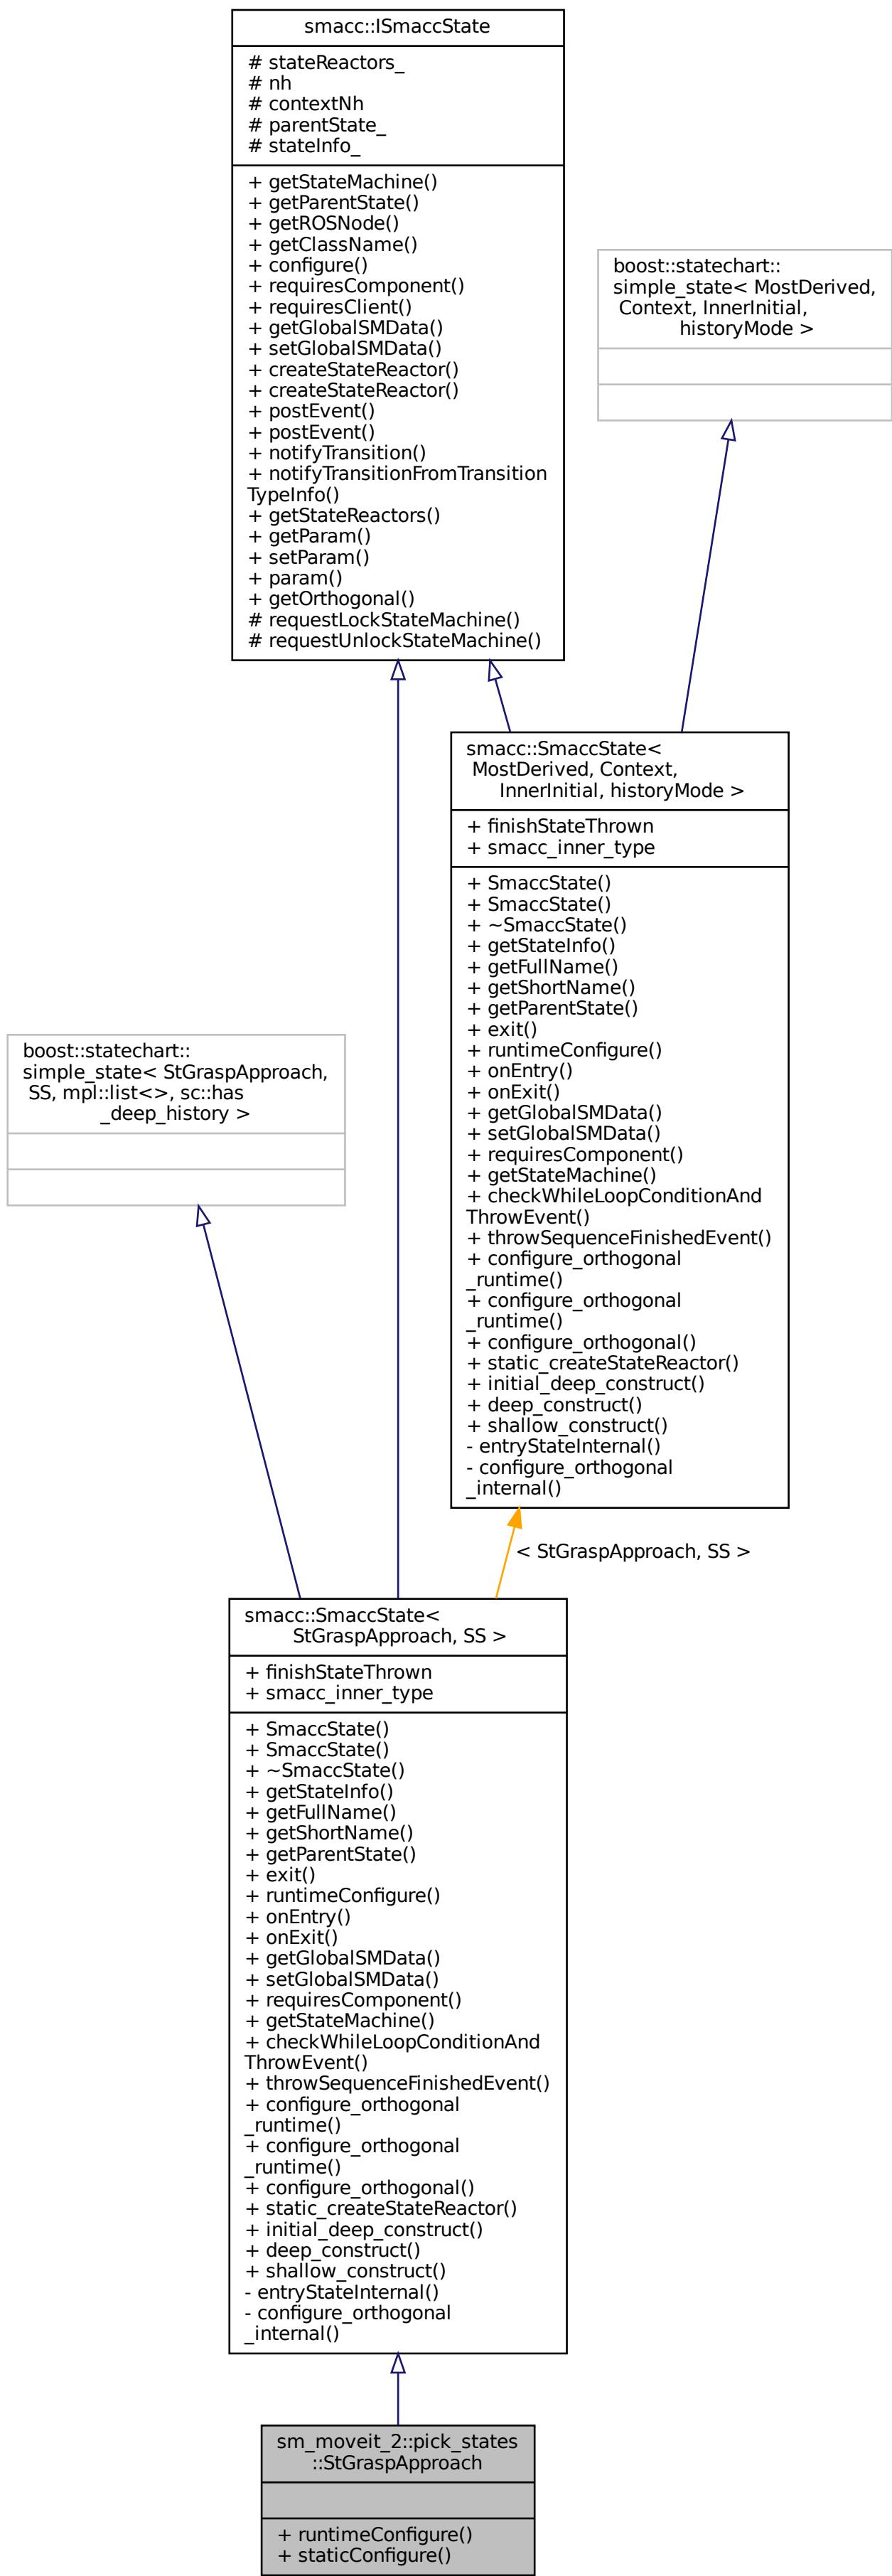 smacc::ISmaccState
# stateReactors_
# nh
# contextNh
# parentState_
# stateInfo_
+ getStateMachine()
+ getParentState()
+ getROSNode()
+ getClassName()
+ configure()
+ requiresComponent()
+ requiresClient()
+ getGlobalSMData()
+ setGlobalSMData()
+ createStateReactor()
+ createStateReactor()
+ postEvent()
+ postEvent()
+ notifyTransition()
+ notifyTransitionFromTransition
TypeInfo()
+ getStateReactors()
+ getParam()
+ setParam()
+ param()
+ getOrthogonal()
# requestLockStateMachine()
# requestUnlockStateMachine()
boost::statechart::
simple_state< MostDerived,
Context, InnerInitial,
historyMode >
smacc::SmaccState<
MostDerived, Context,
InnerInitial, historyMode >
+ finishStateThrown
+ smacc_inner_type
+ SmaccState()
+ SmaccState()
+ ~SmaccState()
+ getStateInfo()
+ getFullName()
+ getShortName()
+ getParentState()
+ exit()
+ runtimeConfigure()
+ onEntry()
+ onExit()
+ getGlobalSMData()
+ setGlobalSMData()
+ requiresComponent()
+ getStateMachine()
+ checkWhileLoopConditionAnd
ThrowEvent()
+ throwSequenceFinishedEvent()
+ configure_orthogonal
_runtime()
+ configure_orthogonal
_runtime()
+ configure_orthogonal()
+ static_createStateReactor()
+ initial_deep_construct()
+ deep_construct()
+ shallow_construct()
- entryStateInternal()
- configure_orthogonal
_internal()
boost::statechart::
simple_state< StGraspApproach,
SS, mpl::list<>, sc::has
_deep_history >
< StGraspApproach, SS >
smacc::SmaccState<
StGraspApproach, SS >
+ finishStateThrown
+ smacc_inner_type
+ SmaccState()
+ SmaccState()
+ ~SmaccState()
+ getStateInfo()
+ getFullName()
+ getShortName()
+ getParentState()
+ exit()
+ runtimeConfigure()
+ onEntry()
+ onExit()
+ getGlobalSMData()
+ setGlobalSMData()
+ requiresComponent()
+ getStateMachine()
+ checkWhileLoopConditionAnd
ThrowEvent()
+ throwSequenceFinishedEvent()
+ configure_orthogonal
_runtime()
+ configure_orthogonal
_runtime()
+ configure_orthogonal()
+ static_createStateReactor()
+ initial_deep_construct()
+ deep_construct()
+ shallow_construct()
- entryStateInternal()
- configure_orthogonal
_internal()
sm_moveit_2::pick_states
::StGraspApproach
+ runtimeConfigure()
+ staticConfigure()